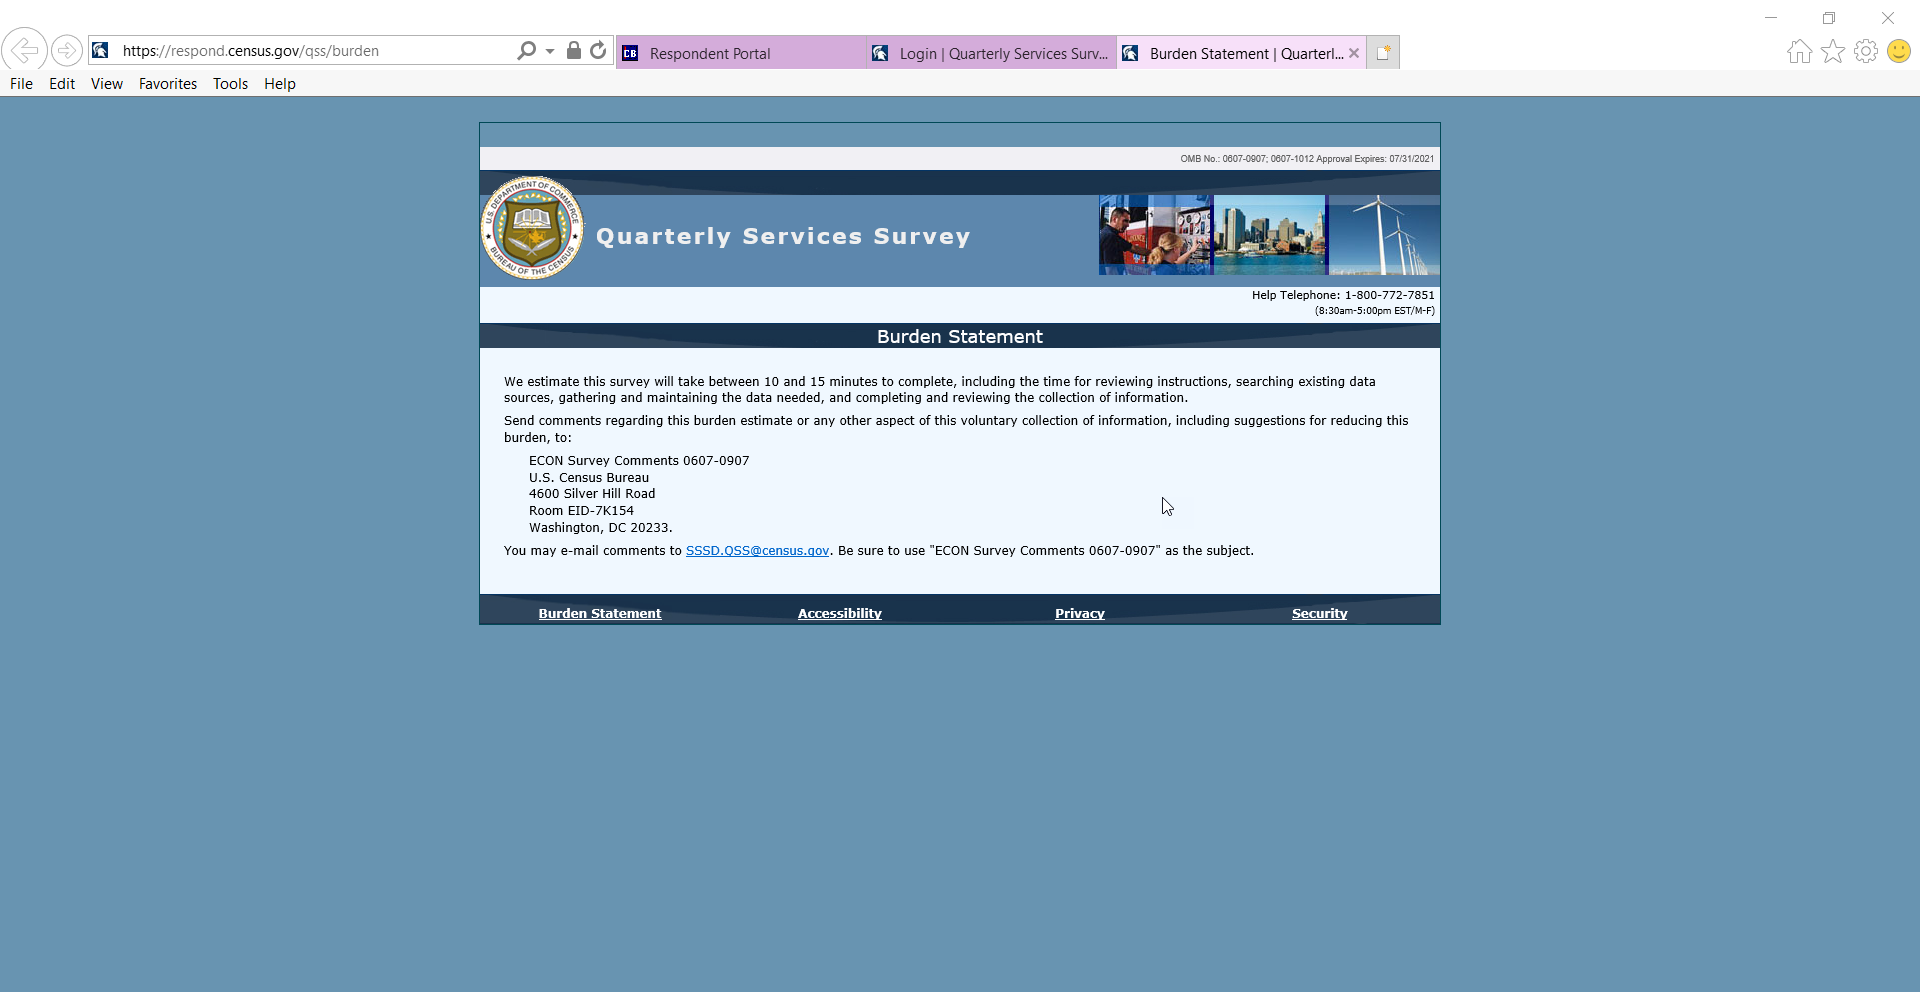 https://respond.census.gov/qss/burden
Respondent Portal
Login | Quarterly Services Surv...
Burden Statement | Quarterl...
File Edit View Favorites Tools Help
OMB No.: 0607-0907; 0607-1012 Approval Expires: 07/31/2021
U.S. DEPARTMENT OF COMMERCE
BUREAU OF THE CENSUS
Quarterly Services Survey
Help Telephone: 1-800-772-7851
(8:30am-5:00pm EST/M-F)
Burden Statement
We estimate this survey will take between 10 and 15 minutes to complete, including the time for reviewing instructions, searching existing data
sources, gathering and maintaining the data needed, and completing and reviewing the collection of information.
Send comments regarding this burden estimate or any other aspect of this voluntary collection of information, including suggestions for reducing this
burden, to:
ECON Survey Comments 0607-0907
U.S. Census Bureau
4600 Silver Hill Road
Room EID-7K154
Washington, DC 20233.
You may e-mail comments to SSSD.QSS@census.gov. Be sure to use "ECON Survey Comments 0607-0907" as the subject.
Burden Statement Accessibility Privacy Security